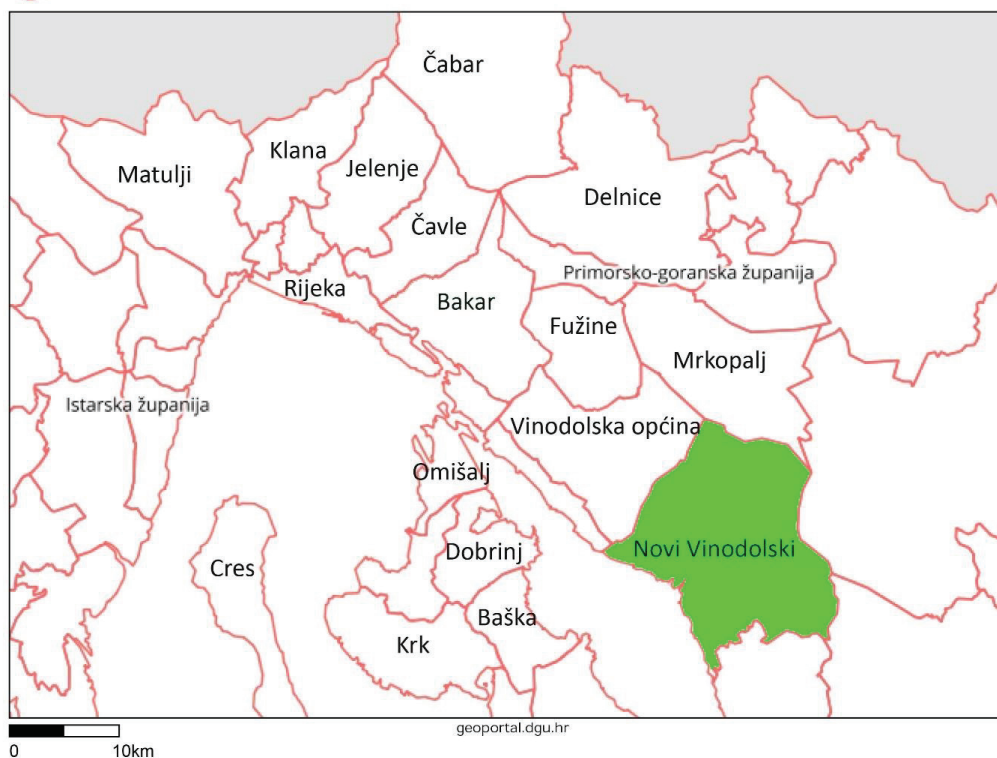 Čabar
Klana
Jelenje
Matulji
Delnice
Čavle
Primorsko-goranska županija
Rijeka
Bakar
Fužine
Mrkopalj
Istarska županija
Vinodolska općina
Omišalj
Novi Vinodolski
Dobrinj
Cres
Baška
Krk
geoportal.dgu.hr
0 10km